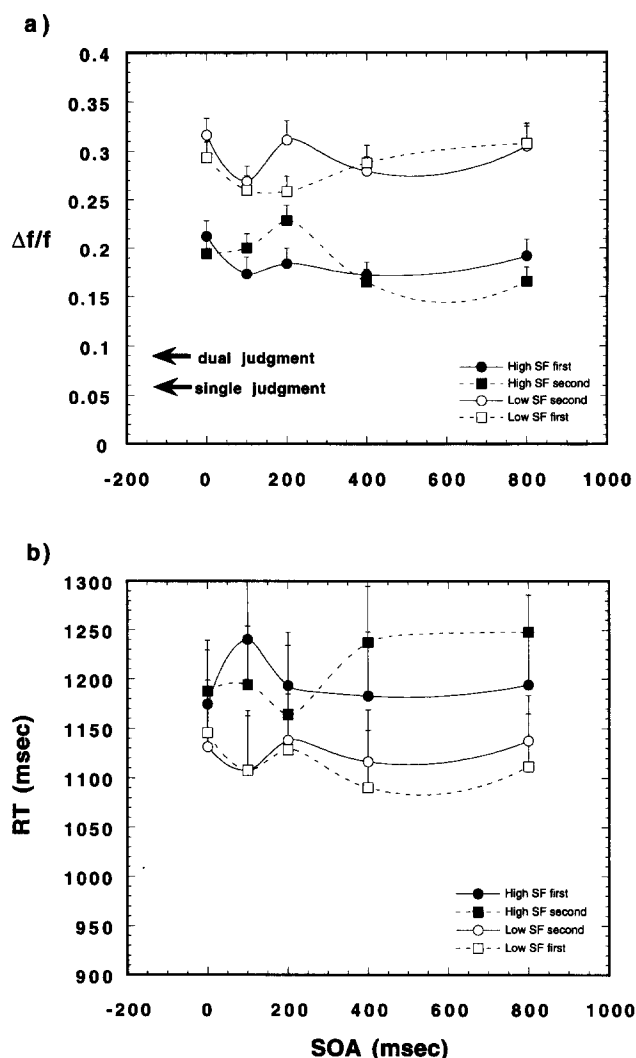 a)
0.4
0.35
0.3
0.25
Δf/f
0.2
0.15
0.1
dual judgment
single judgment
0.05
0
High SF first
High SF second
Low SF second
Low SF first
-200 0 200 400 600 800 1000
b)
1300
1250
1200
1150
RT (msec)
1100
1050
1000
950
900
High SF first
High SF second
Low SF second
Low SF first
-200 0 200 400 600 800 1000
SOA (msec)